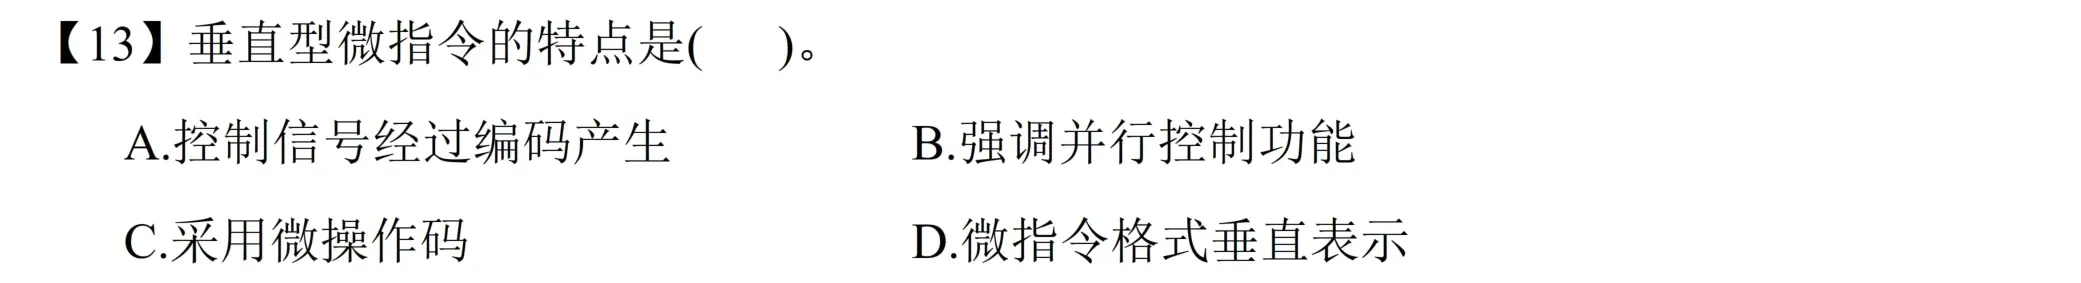 【13】垂直型微指令的特点是(  )。
A.控制信号经过编码产生 B.强调并行控制功能
C.采用微操作码 D.微指令格式垂直表示